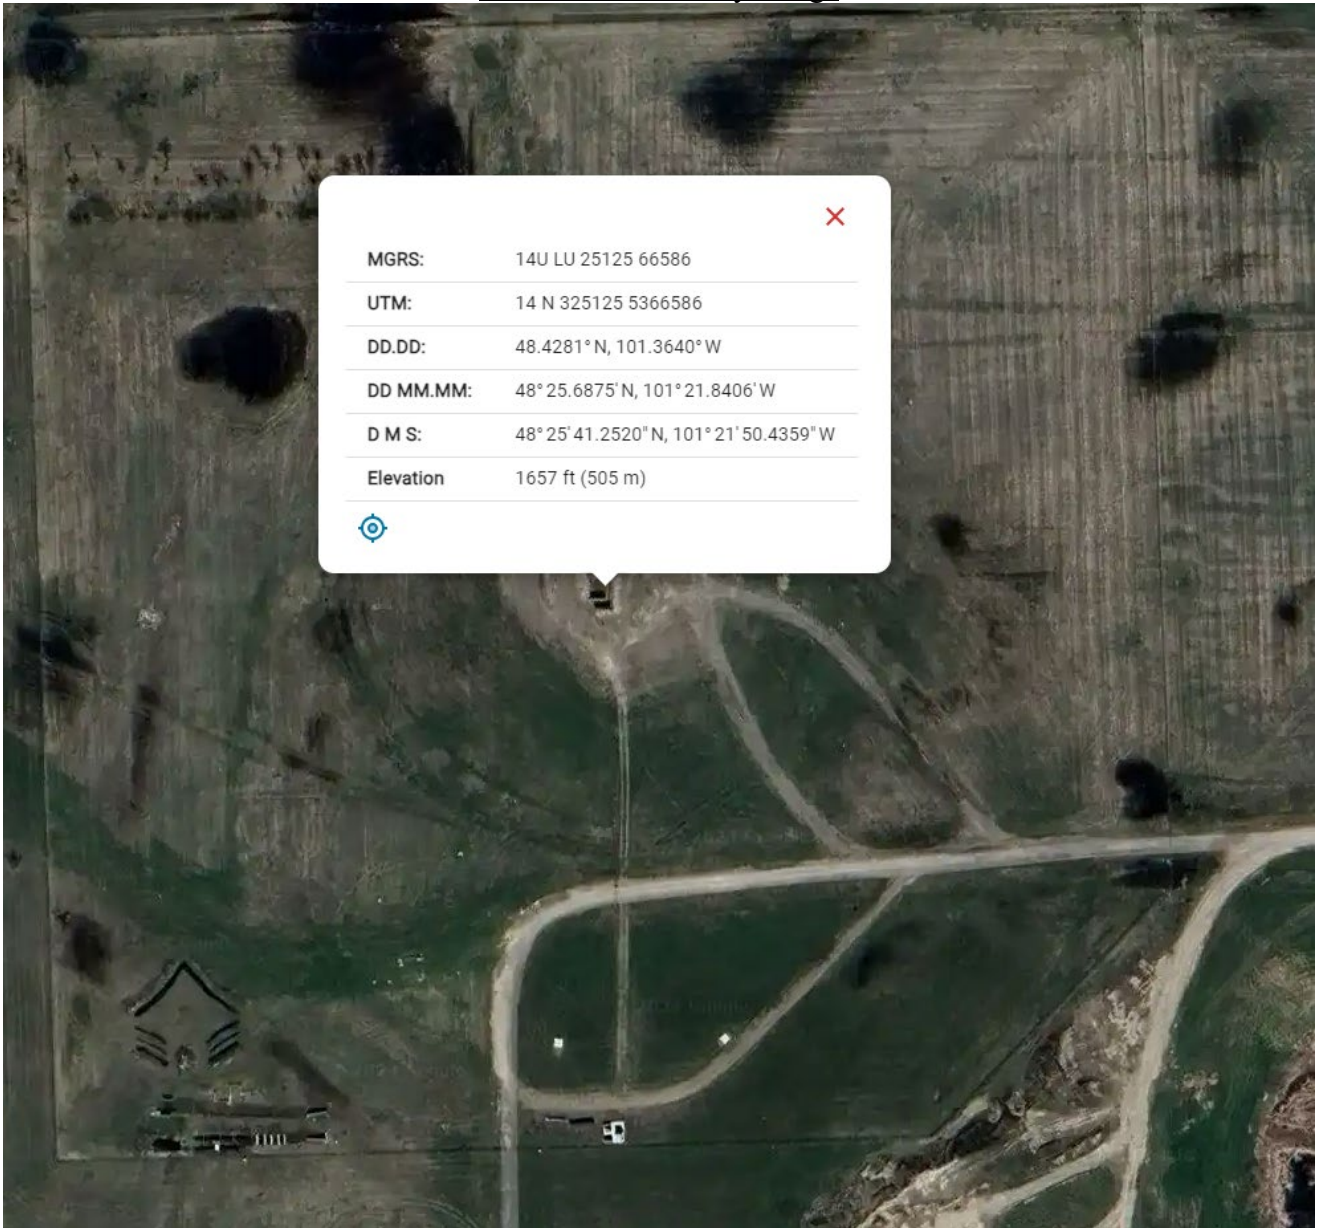 MGRS: 14U LU 25125 66586
UTM: 14 N 325125 5366586
DD.DD: 48.4281° N, 101.3640° W
DD MM.MM: 48° 25.6875' N, 101° 21.8406' W
D M S: 48° 25' 41.2520" N, 101° 21' 50.4359" W
Elevation 1657 ft (505 m)